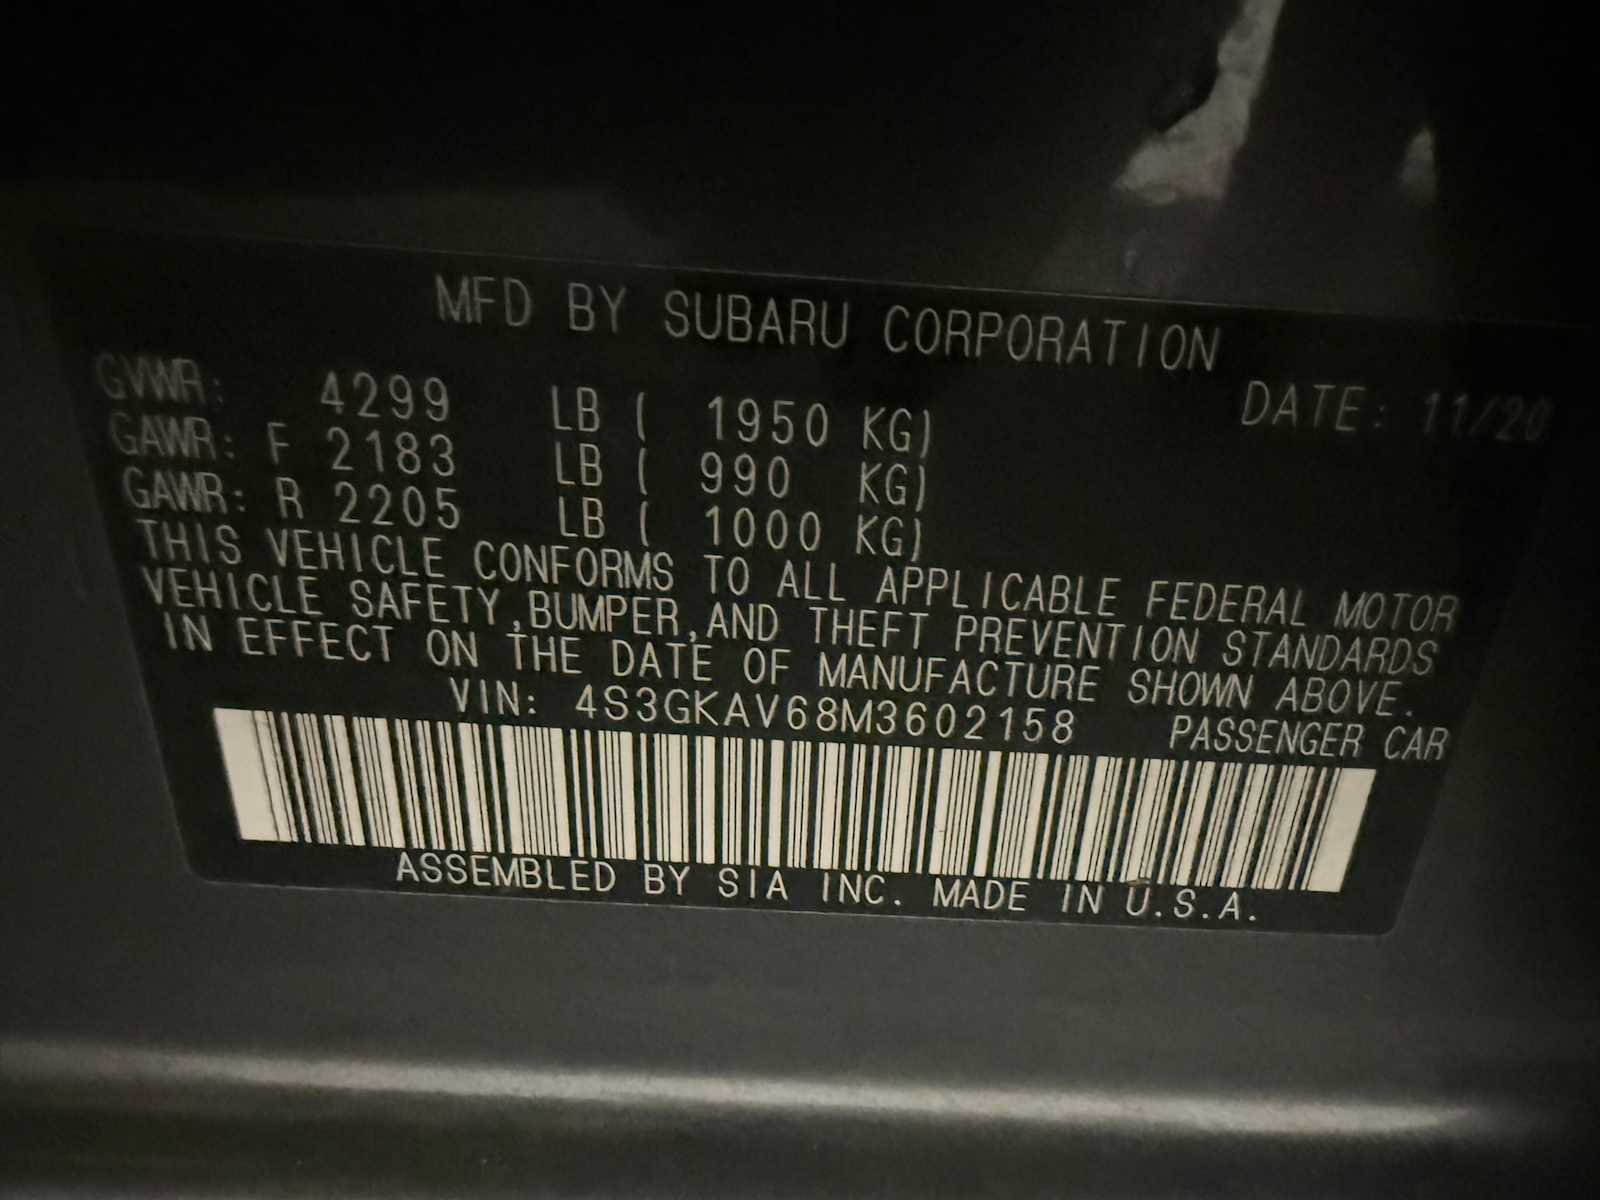 MFD BY SUBARU CORPORATION
DATE: 11/20
GVWR: 4299 LB ( 1950 KG)
GAWR: F 2183 LB ( 990 KG)
GAWR: R 2205 LB ( 1000 KG)
THIS VEHICLE CONFORMS TO ALL APPLICABLE FEDERAL MOTOR
VEHICLE SAFETY,BUMPER,AND THEFT PREVENTION STANDARDS
IN EFFECT ON THE DATE OF MANUFACTURE SHOWN ABOVE.
VIN: 4S3GKAV68M3602158 PASSENGER CAR
ASSEMBLED BY SIA INC. MADE IN U.S.A.